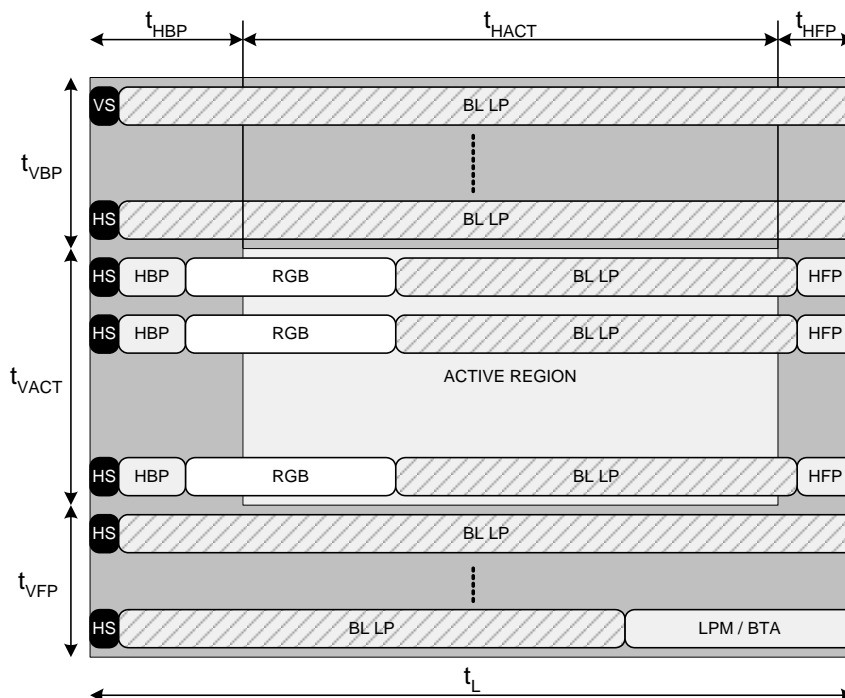 tHBP tHACT tHFP
VS BL LP
tVBP
HS BL LP
HS HBP RGB BL LP HFP
HS HBP RGB BL LP HFP
tVACT ACTIVE REGION
HS HBP RGB BL LP HFP
HS BL LP
tVFP
HS BL LP LPM / BTA
tL